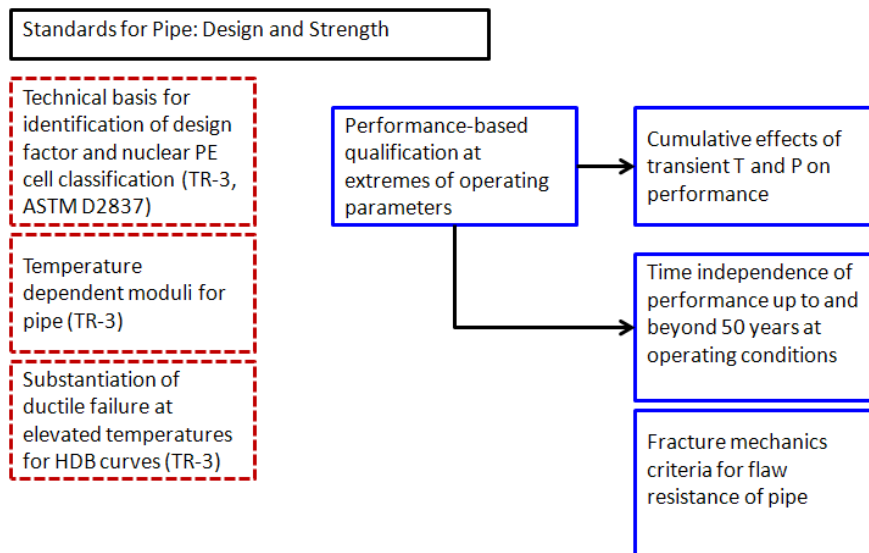 Standards for Pipe: Design and Strength
Technical basis for
identification of design
factor and nuclear PE
cell classification (TR-3,
ASTM D2837)
Temperature
dependent moduli for
pipe (TR-3)
Substantiation of
ductile failure at
elevated temperatures
for HDB curves (TR-3)
Performance-based
qualification at
extremes of operating
parameters
Cumulative effects of
transient T and P on
performance
Time independence of
performance up to and
beyond 50 years at
operating conditions
Fracture mechanics
criteria for flaw
resistance of pipe